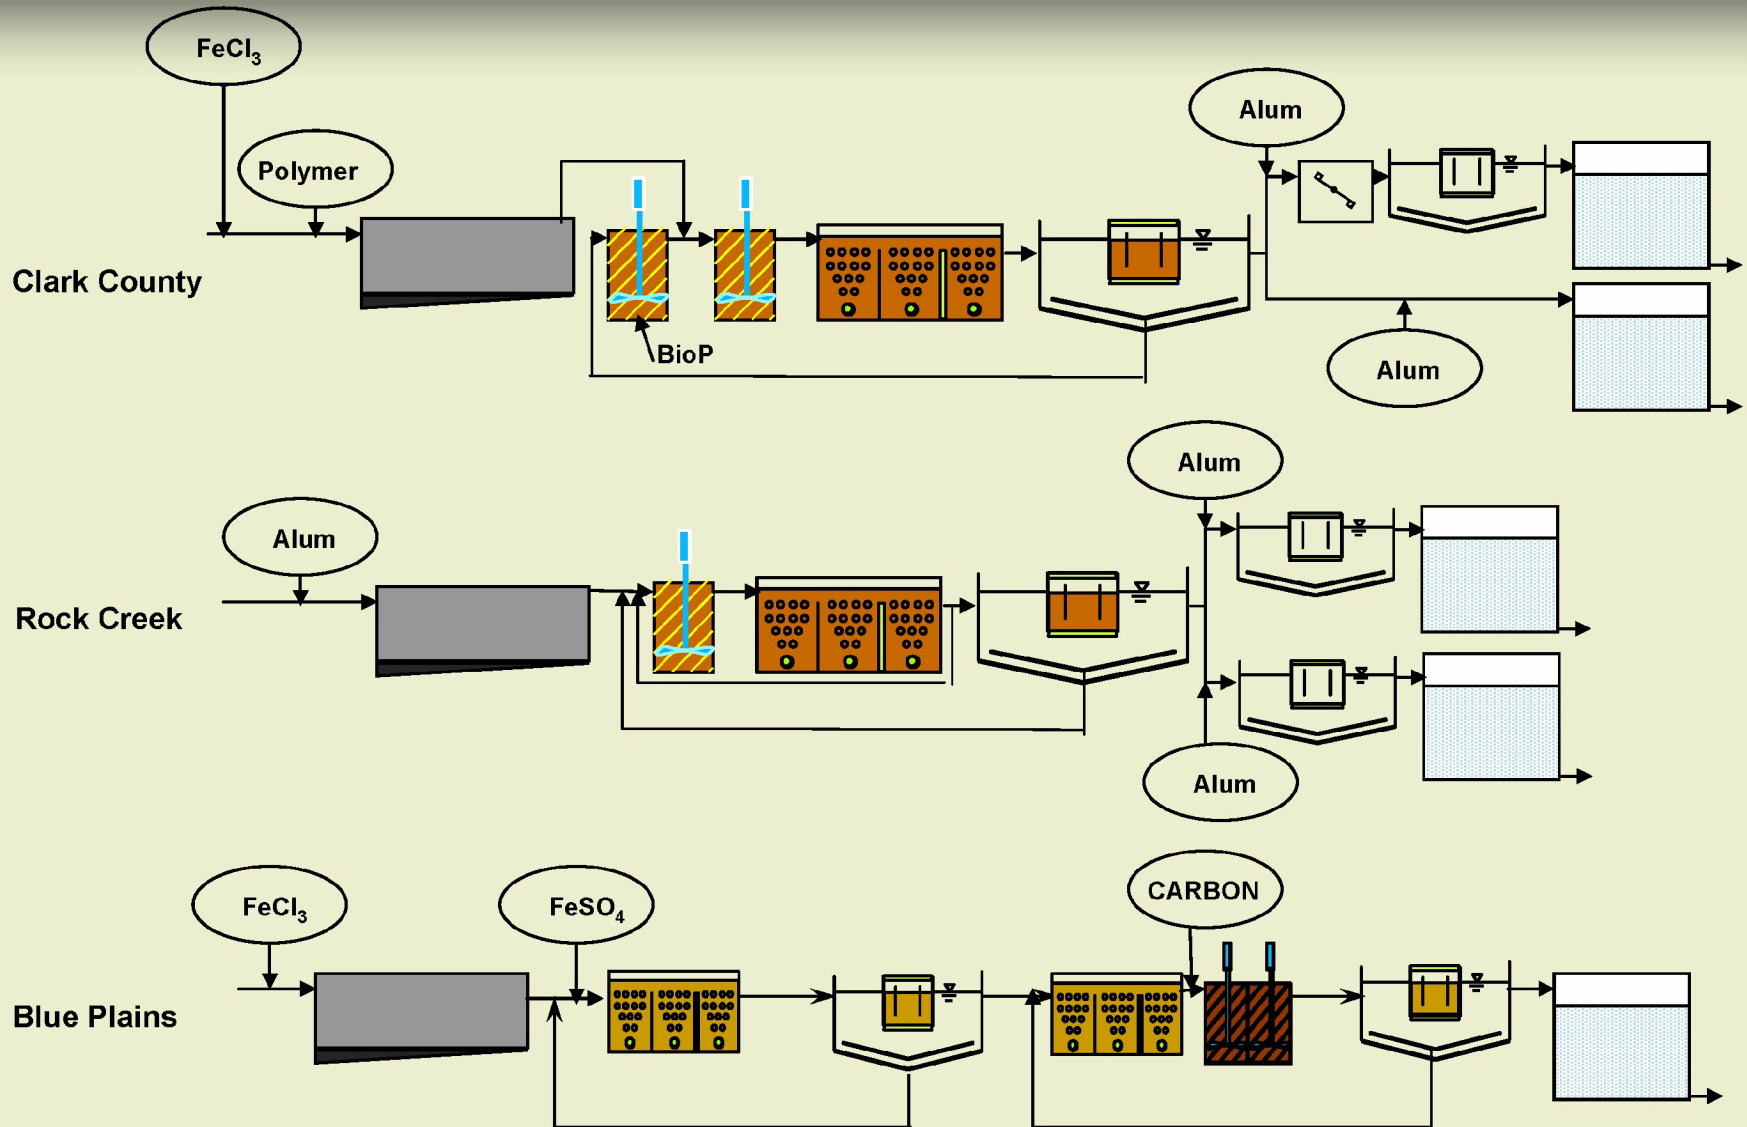 FeCl3
Polymer
Alum
Clark County
BioP
Alum
Alum
Alum
Rock Creek
Alum
FeCl3
FeSO4
CARBON
Blue Plains